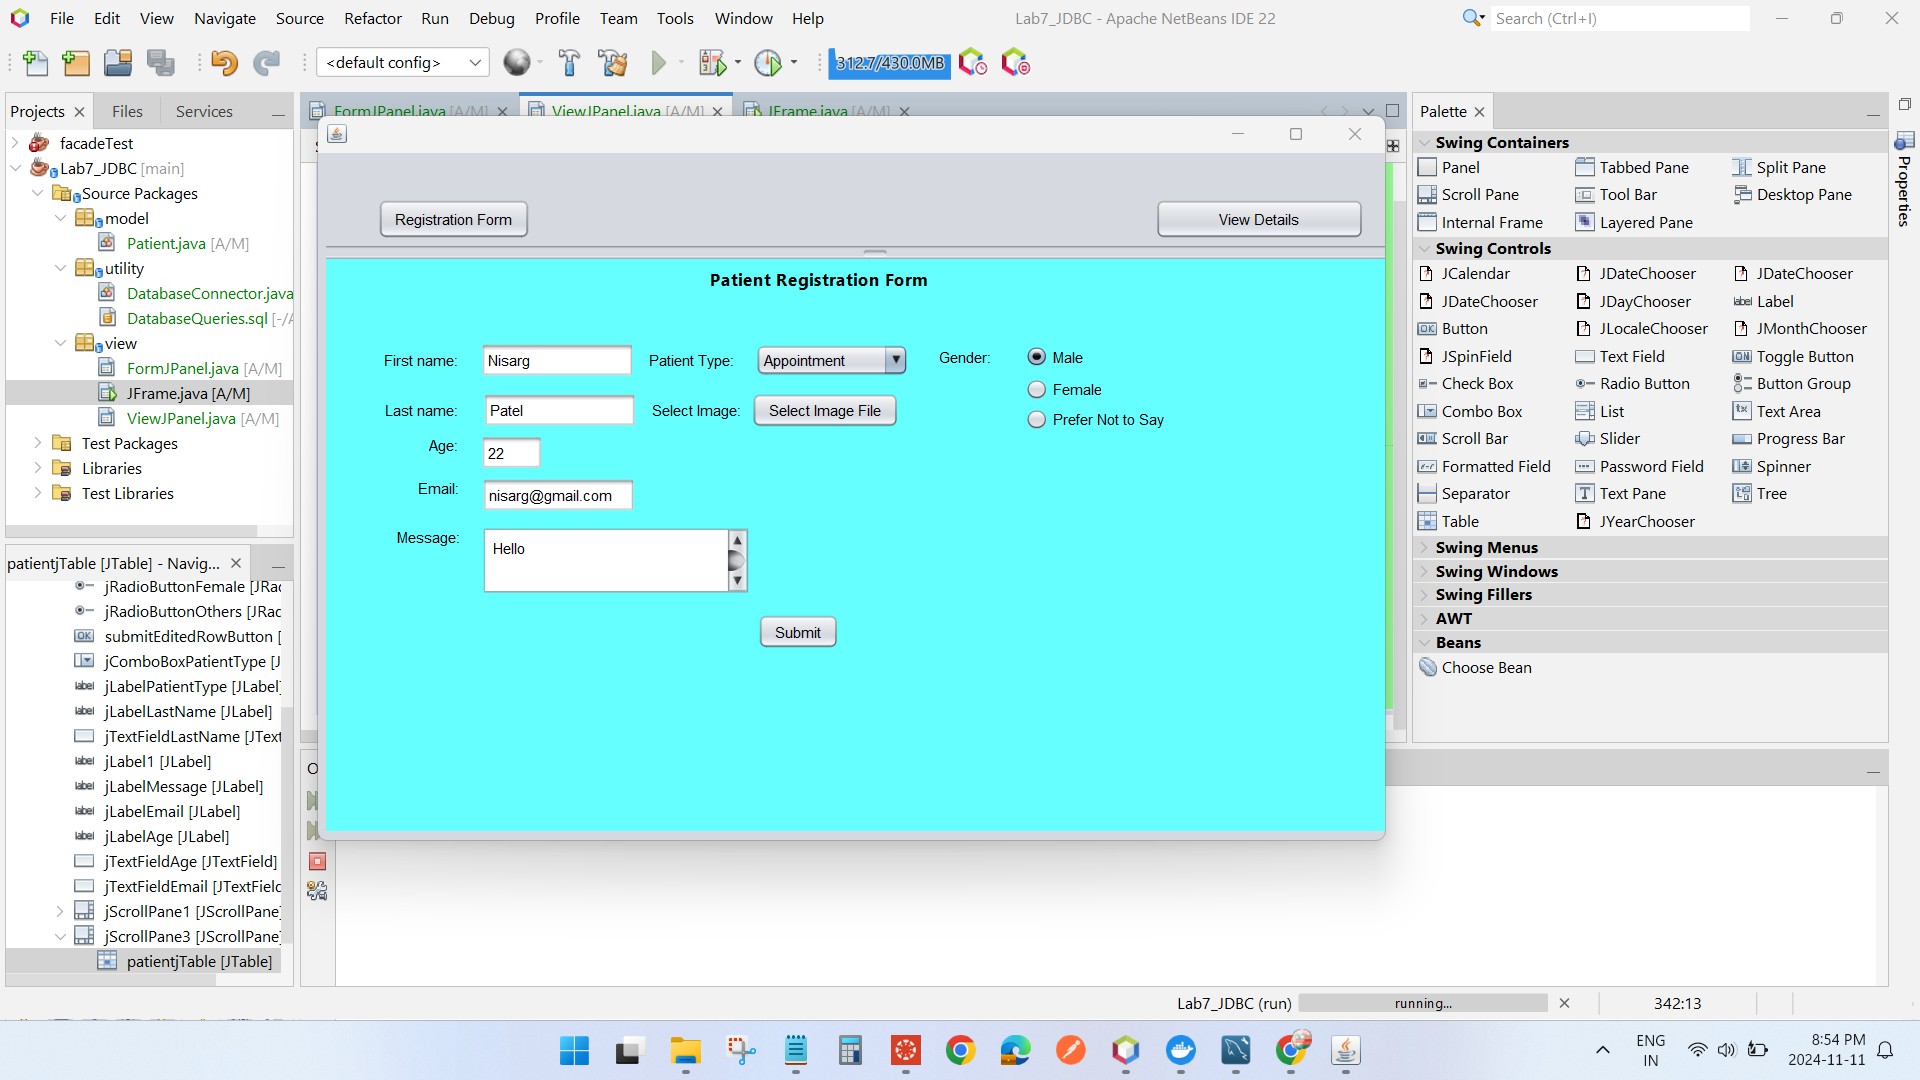 File Edit View Navigate Source Refactor Run Debug Profile Team Tools Window Help
Lab7_JDBC - Apache NetBeans IDE 22
Search (Ctrl+I)
<default config>
312.7/430.0MB
Projects Files Services
facadeTest
Lab7_JDBC [main]
Source Packages
model
Patient.java [A/M]
utility
DatabaseConnector.java
DatabaseQueries.sql [-/A
view
FormJPanel.java [A/M]
JFrame.java [A/M]
ViewJPanel.java [A/M]
Test Packages
Libraries
Test Libraries
patientjTable [JTable] - Navig...
jRadioButtonFemale [JRa
jRadioButtonOthers [JRac
submitEditedRowButton [
jComboBoxPatientType [J
jLabelPatientType [JLabel]
jLabelLastName [JLabel]
jTextFieldLastName [JText
jLabel1 [JLabel]
jLabelMessage [JLabel]
jLabelEmail [JLabel]
jLabelAge [JLabel]
jTextFieldAge [JTextField]
jTextFieldEmail [JTextField
jScrollPane1 [JScrollPane]
jScrollPane3 [JScrollPane]
patientjTable [JTable]
FormJPanel.java [A/M] ViewJPanel.java [A/M] JFrame.java [A/M]
Registration Form
View Details
Patient Registration Form
First name: Nisarg Patient Type: Appointment Gender: Male
Female
Last name: Patel Select Image: Select Image File
Prefer Not to Say
Age: 22
Email: nisarg@gmail.com
Message: Hello
Submit
Palette
Swing Containers
Panel Tabbed Pane Split Pane
Scroll Pane Tool Bar Desktop Pane
Internal Frame Layered Pane
Swing Controls
JCalendar JDateChooser JDateChooser
JDateChooser JDayChooser label Label
OK Button JLocaleChooser JMonthChooser
JSpinField Text Field ON Toggle Button
Check Box Radio Button Button Group
Combo Box List Text Area
Scroll Bar Slider Progress Bar
Formatted Field Password Field Spinner
Separator Text Pane Tree
Table JYearChooser
Swing Menus
Swing Windows
Swing Fillers
AWT
Beans
Choose Bean
Properties
Lab7_JDBC (run) running... 342:13
ENG
IN
8:54 PM
2024-11-11